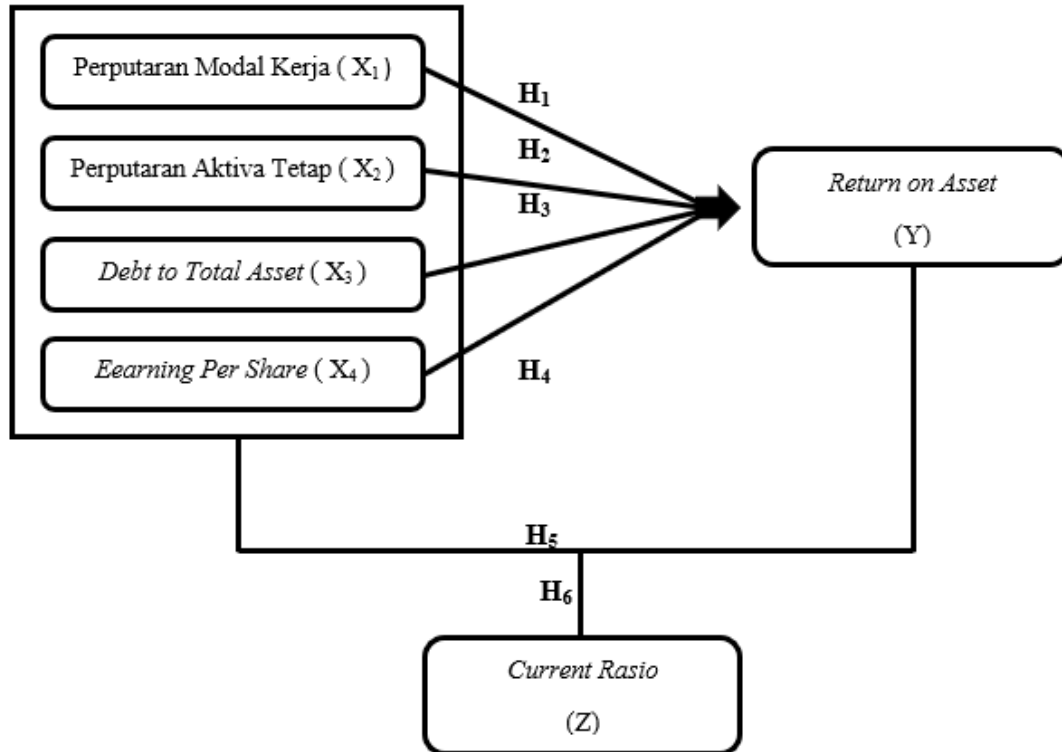 Perputaran Modal Kerja ( X₁ )
H₁
Perputaran Aktiva Tetap ( X₂ )
H₂
H₃
Return on Asset
(Y)
Debt to Total Asset ( X₃ )
Eearning Per Share ( X₄ )
H₄
H₅
H₆
Current Rasio
(Z)